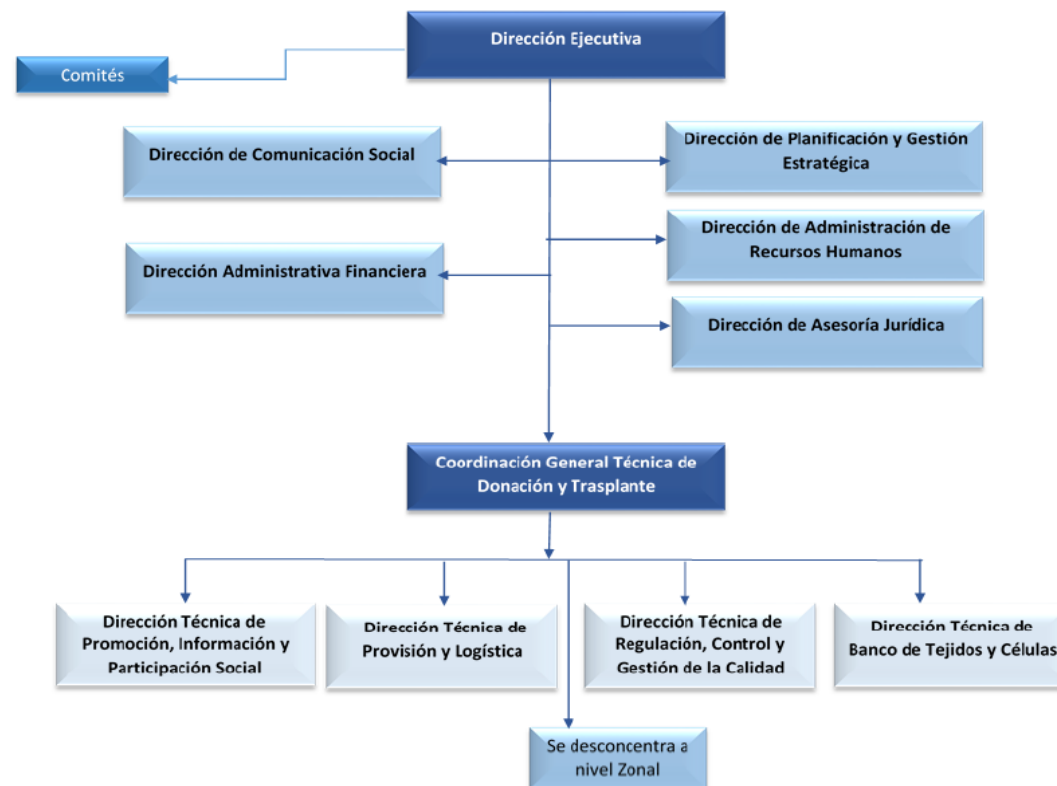 Dirección Ejecutiva
Comités
Dirección de Comunicación Social
Dirección de Planificación y Gestión
Estratégica
Dirección de Administración de
Recursos Humanos
Dirección Administrativa Financiera
Dirección de Asesoría Jurídica
Coordinación General Técnica de
Donación y Trasplante
Dirección Técnica de
Promoción, Información y
Participación Social
Dirección Técnica de
Provisión y Logística
Dirección Técnica de
Regulación, Control y
Gestión de la Calidad
Dirección Técnica de
Banco de Tejidos y Células
Se desconcentra a
nivel Zonal